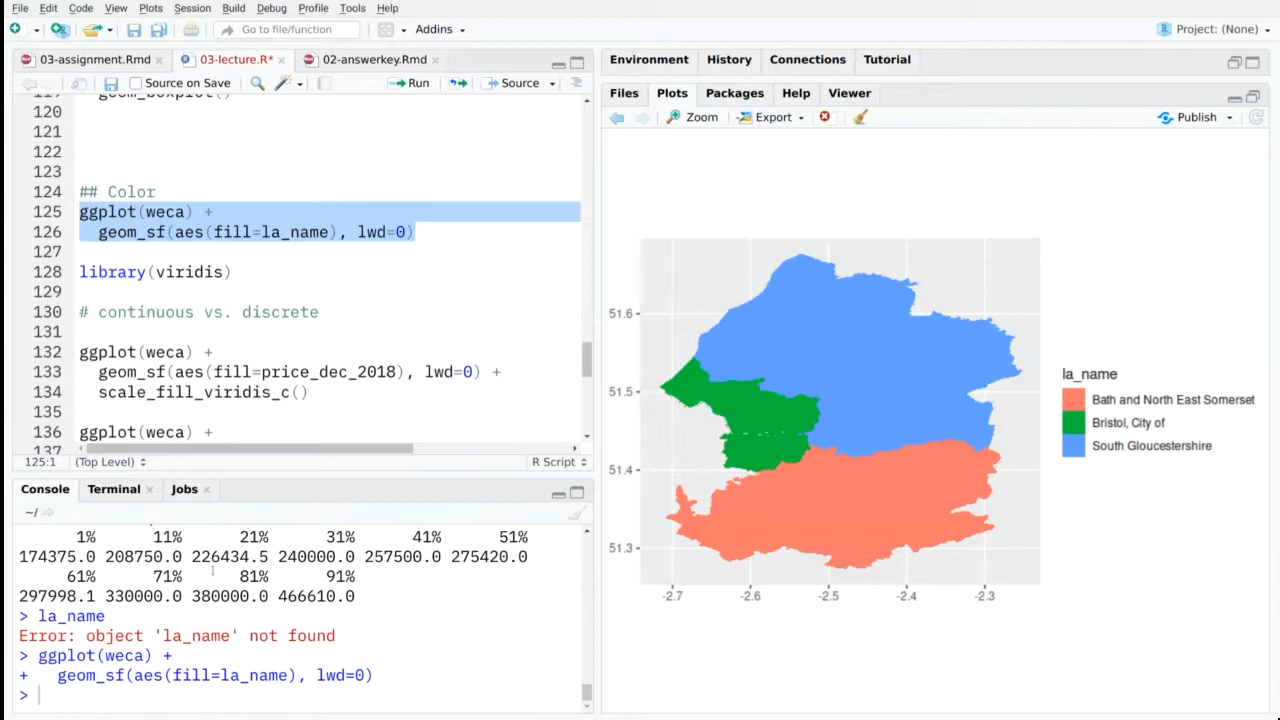 File Edit Code View Plots Session Build Debug Profile Tools Help
Go to file/function Addins Project: (None)
03-assignment.Rmd 03-lecture.R* 02-answerkey.Rmd
Source on Save Run Source
119 geom_boxplot()
120
121
122
123
124 ## Color
125 ggplot(weca) +
126 geom_sf(aes(fill=la_name), lwd=0)
127
128 library(viridis)
129
130 # continuous vs. discrete
131
132 ggplot(weca) +
133 geom_sf(aes(fill=price_dec_2018), lwd=0) +
134 scale_fill_viridis_c()
135
136 ggplot(weca) +
137
125:1 (Top Level) R Script
Console Terminal Jobs
~/
1% 11% 21% 31% 41% 51%
174375.0 208750.0 226434.5 240000.0 257500.0 275420.0
61% 71% 81% 91%
297998.1 330000.0 380000.0 466610.0
> la_name
Error: object 'la_name' not found
> ggplot(weca) +
+ geom_sf(aes(fill=la_name), lwd=0)
>
Environment History Connections Tutorial
Files Plots Packages Help Viewer
Zoom Export Publish
51.6
51.5
51.4
51.3
-2.7 -2.6 -2.5 -2.4 -2.3
la_name
Bath and North East Somerset
Bristol, City of
South Gloucestershire